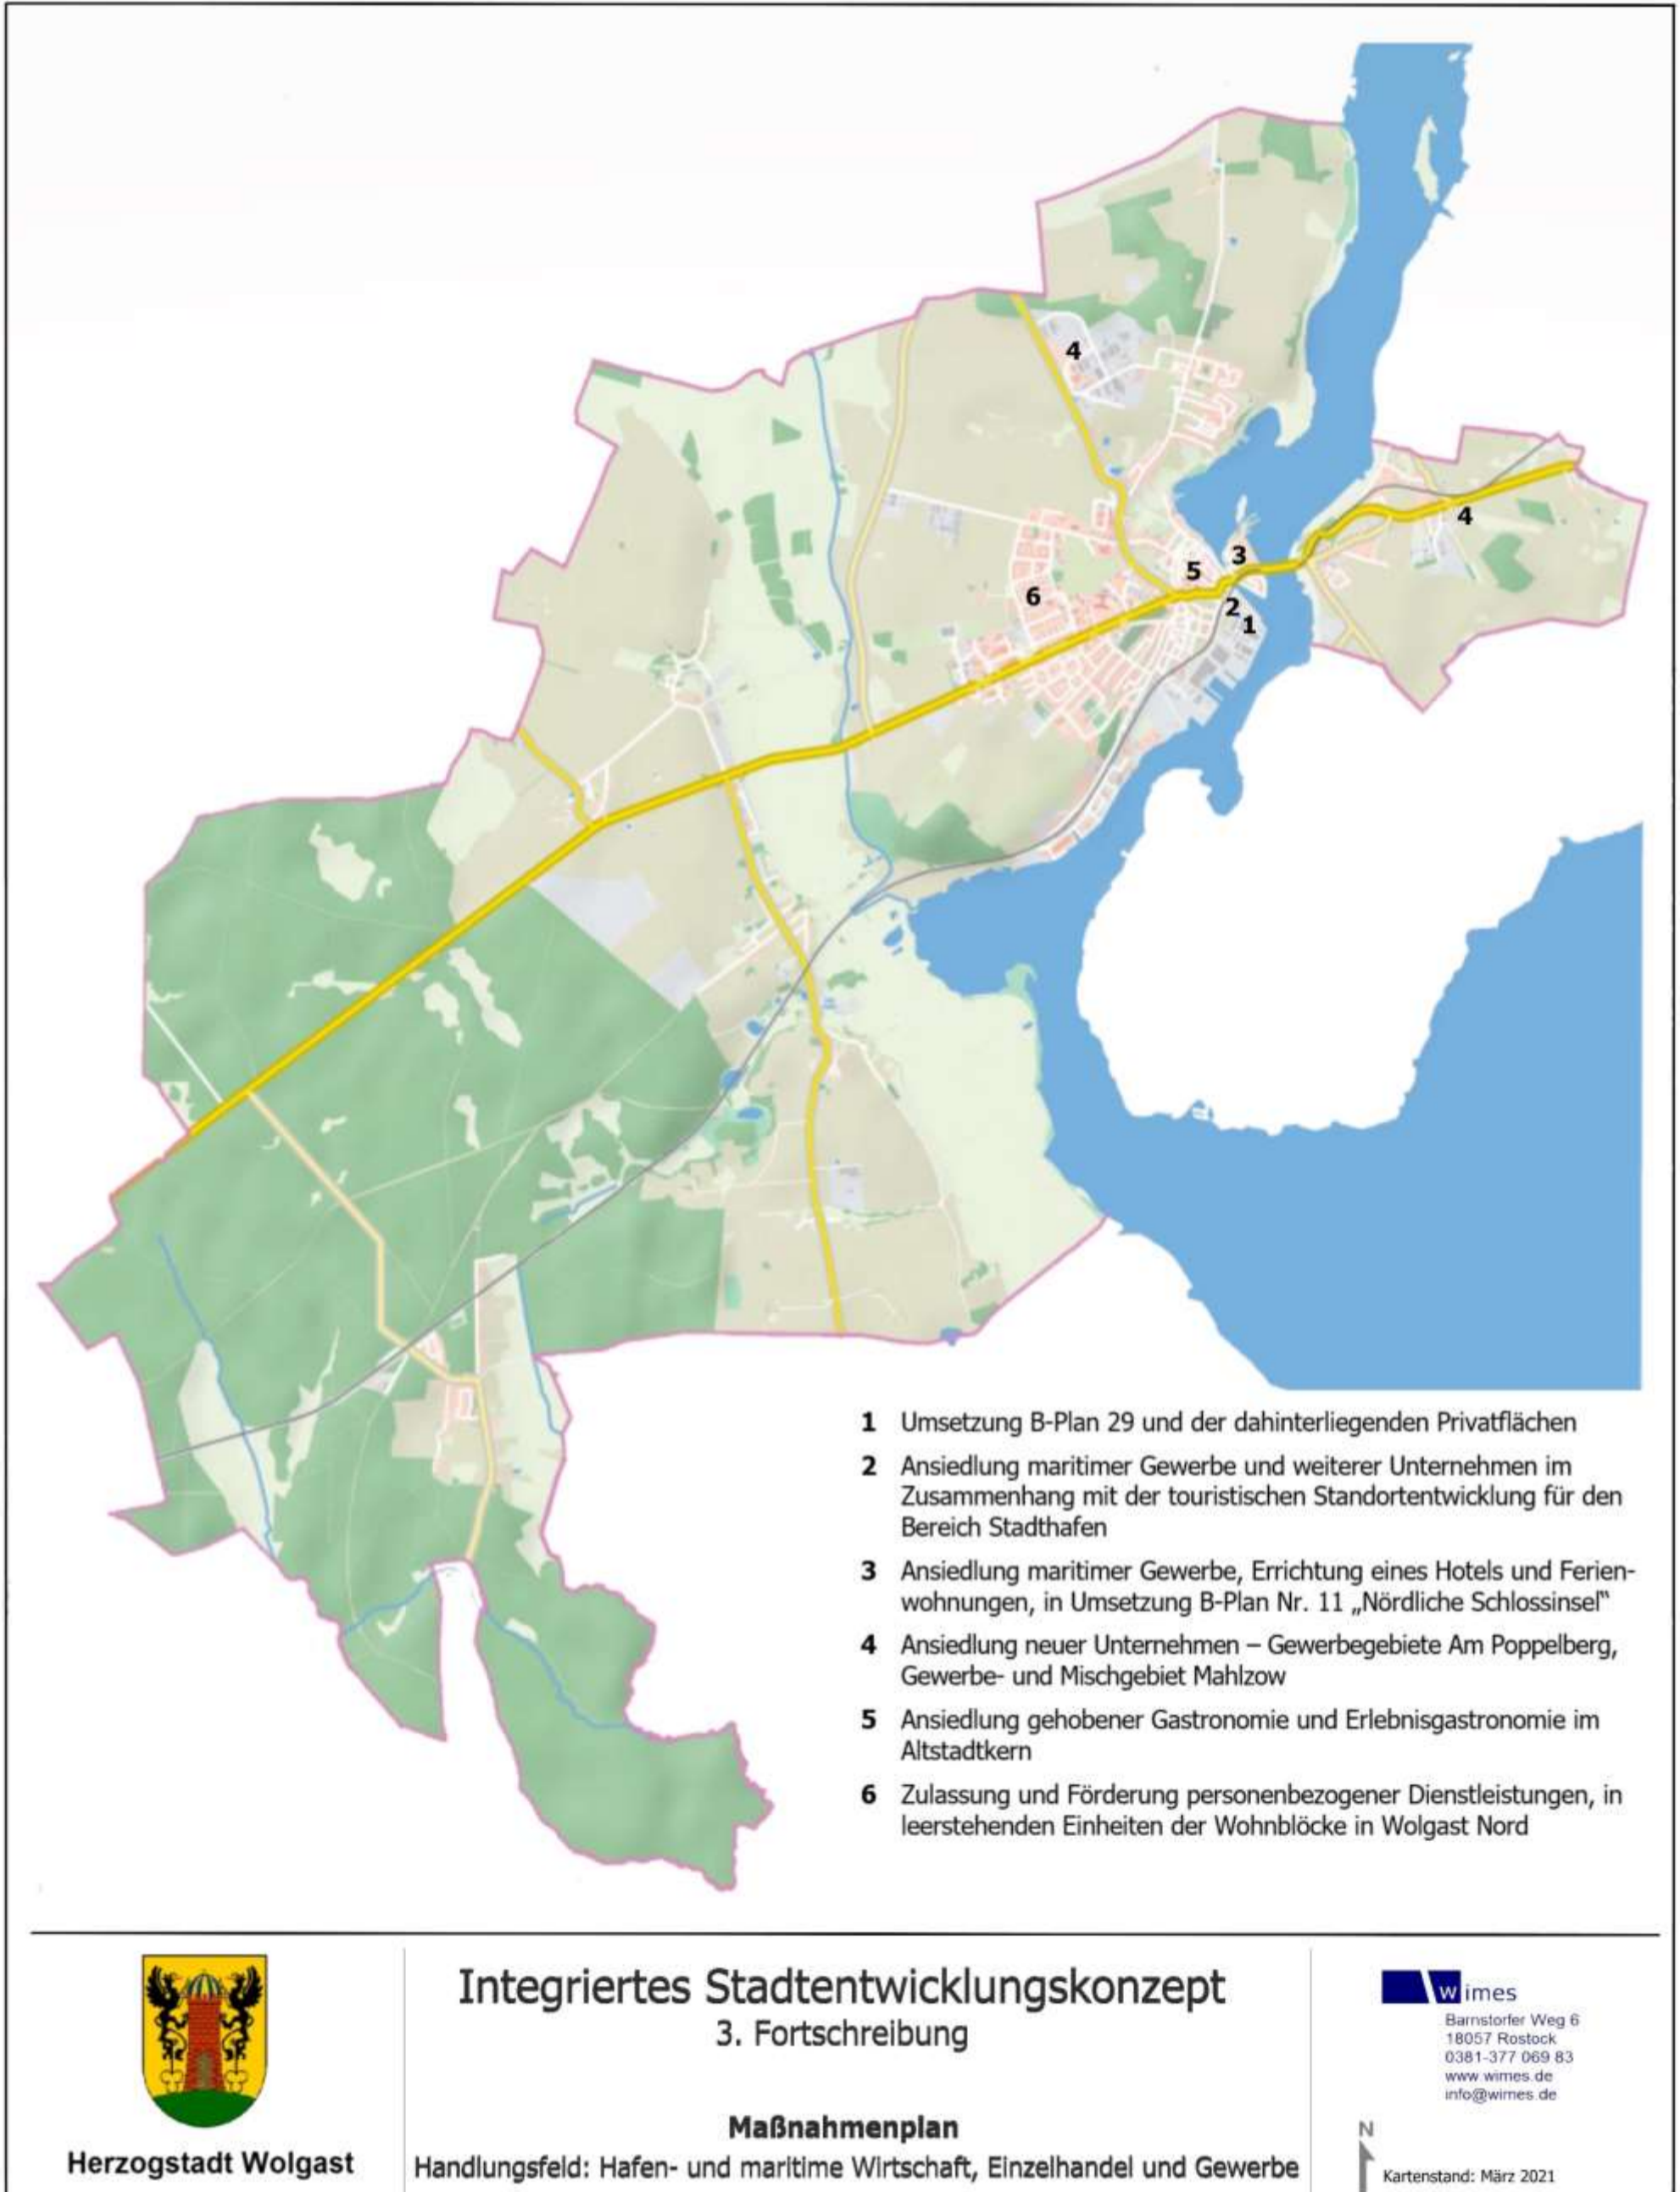 4
4
3
5
6
2
1
1 Umsetzung B-Plan 29 und der dahinterliegenden Privatflächen
2 Ansiedlung maritimer Gewerbe und weiterer Unternehmen im
Zusammenhang mit der touristischen Standortentwicklung für den
Bereich Stadthafen
3 Ansiedlung maritimer Gewerbe, Errichtung eines Hotels und Ferien-
wohnungen, in Umsetzung B-Plan Nr. 11 „Nördliche Schlossinsel"
4 Ansiedlung neuer Unternehmen – Gewerbegebiete Am Poppelberg,
Gewerbe- und Mischgebiet Mahlzow
5 Ansiedlung gehobener Gastronomie und Erlebnisgastronomie im
Altstadtkern
6 Zulassung und Förderung personenbezogener Dienstleistungen, in
leerstehenden Einheiten der Wohnblöcke in Wolgast Nord
Herzogstadt Wolgast
Integriertes Stadtentwicklungskonzept
3. Fortschreibung
Maßnahmenplan
Handlungsfeld: Hafen- und maritime Wirtschaft, Einzelhandel und Gewerbe
wimes
Barnstorfer Weg 6
18057 Rostock
0381-377 069 83
www.wimes.de
info@wimes.de
N
Kartenstand: März 2021